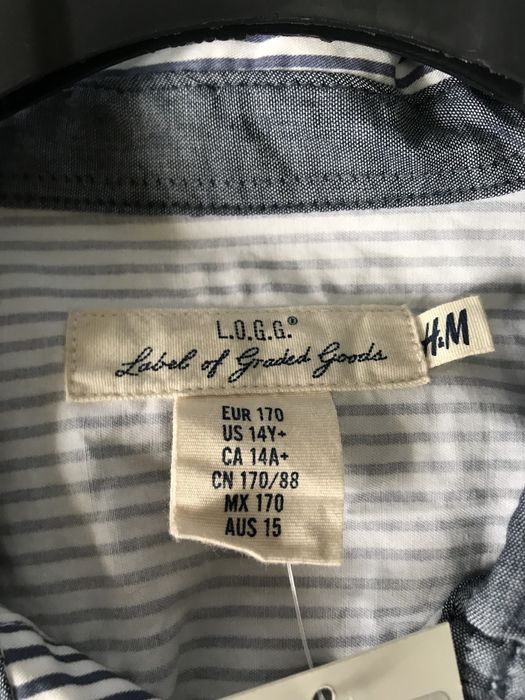 L.O.G.G.®
Label of Graded Goods
H&M
EUR 170
US 14Y+
CA 14A+
CN 170/88
MX 170
AUS 15